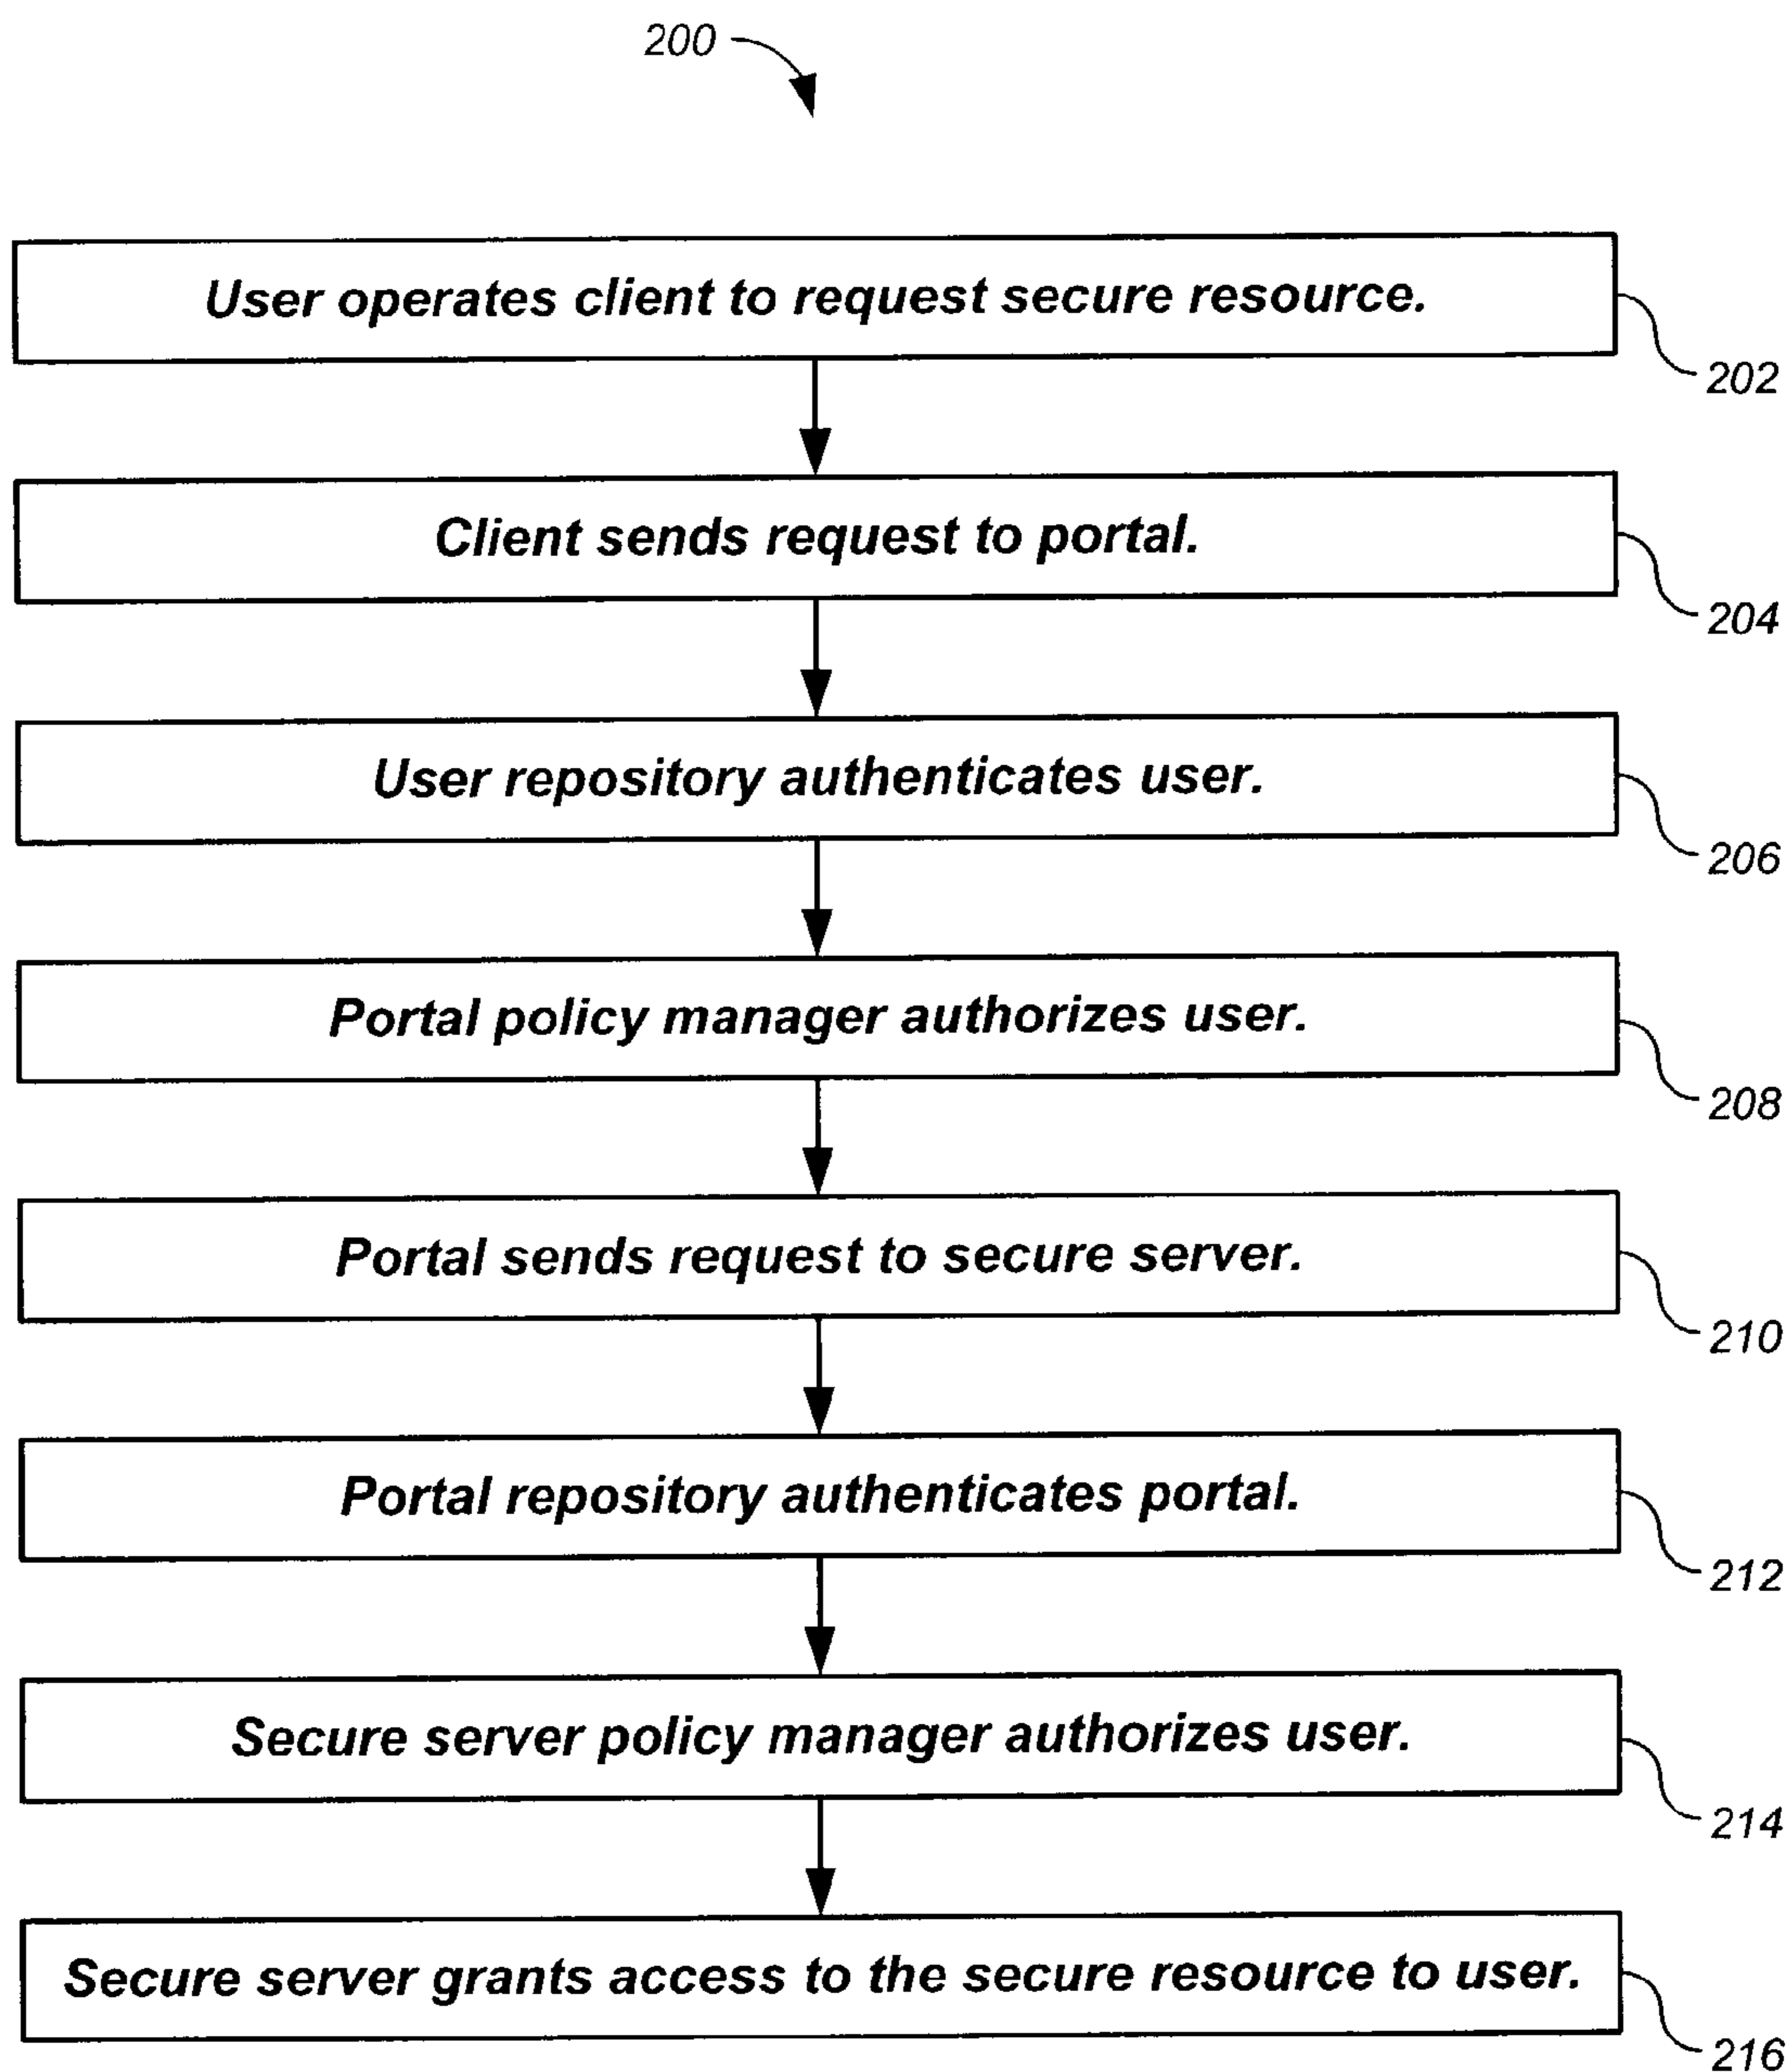 200
User operates client to request secure resource.
202
Client sends request to portal.
204
User repository authenticates user.
206
Portal policy manager authorizes user.
208
Portal sends request to secure server.
210
Portal repository authenticates portal.
212
Secure server policy manager authorizes user.
214
Secure server grants access to the secure resource to user.
216